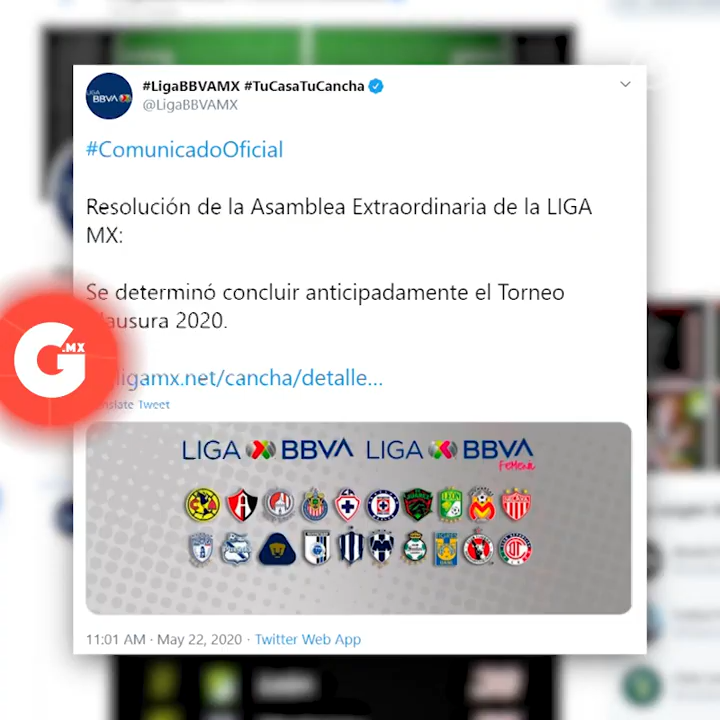 #LigaBBVAMX #TuCasaTuCancha
@LigaBBVAMX
#ComunicadoOficial
Resolución de la Asamblea Extraordinaria de la LIGA
MX:
Se determinó concluir anticipadamente el Torneo
lausura 2020.
G.MX
ligamx.net/cancha/detalle...
nslate Tweet
LIGA BBVA LIGA BBVA
Femenil
11:01 AM · May 22, 2020 · Twitter Web App